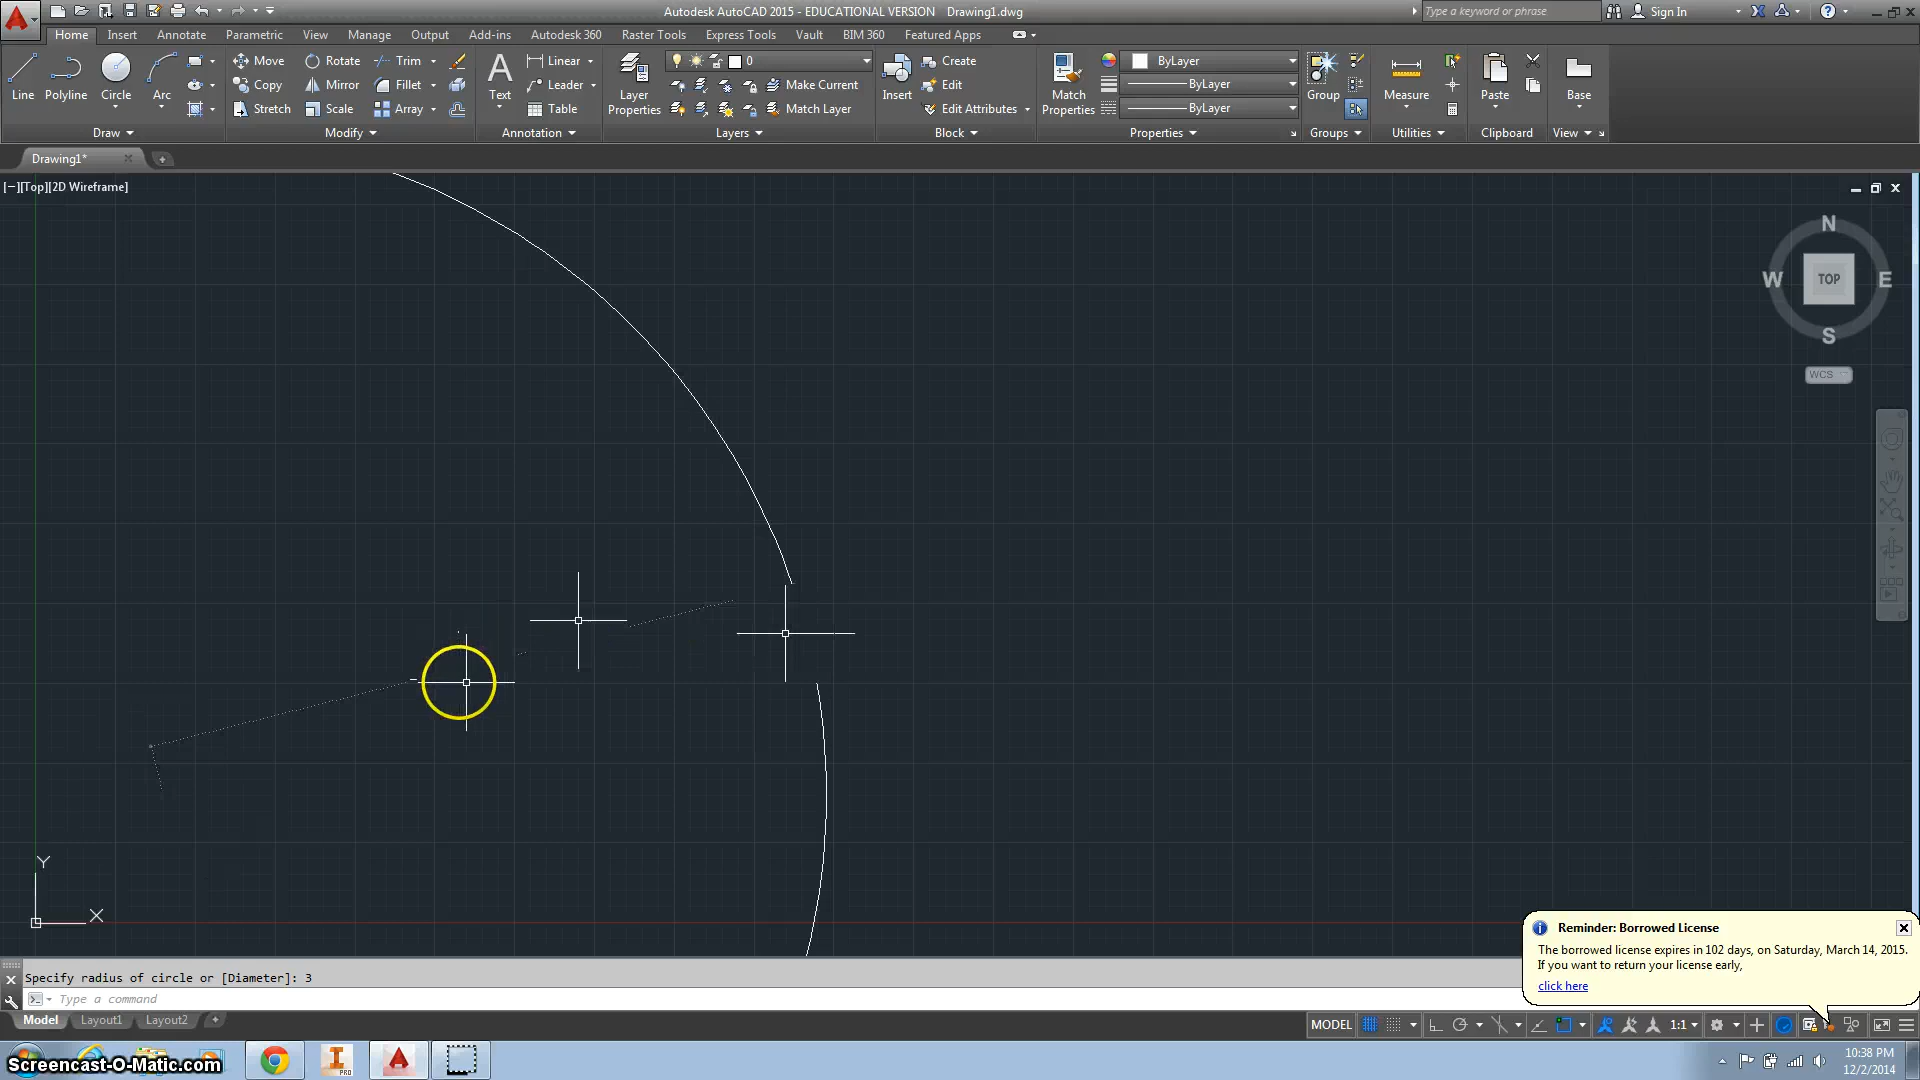 Autodesk AutoCAD 2015 - EDUCATIONAL VERSION Drawing1.dwg
Type a keyword or phrase
Sign In
Home Insert Annotate Parametric View Manage Output Add-ins Autodesk 360 Raster Tools Express Tools Vault BIM 360 Featured Apps
Line Polyline Circle Arc
Move Rotate Trim
Copy Mirror Fillet
Stretch Scale Array
Text
Linear
Leader
Table
Layer Properties
0
Make Current
Match Layer
Insert
Create
Edit
Edit Attributes
Match Properties
ByLayer
ByLayer
ByLayer
Group
Measure
Paste
Base
Draw Modify Annotation Layers Block Properties Groups Utilities Clipboard View
Drawing1*
[−][Top][2D Wireframe]
N
W TOP E
S
WCS
Y
X
Reminder: Borrowed License
The borrowed license expires in 102 days, on Saturday, March 14, 2015.
If you want to return your license early,
click here
Specify radius of circle or [Diameter]: 3
Type a command
Model Layout1 Layout2
MODEL 1:1
Screencast-O-Matic.com
PRO
10:38 PM
12/2/2014